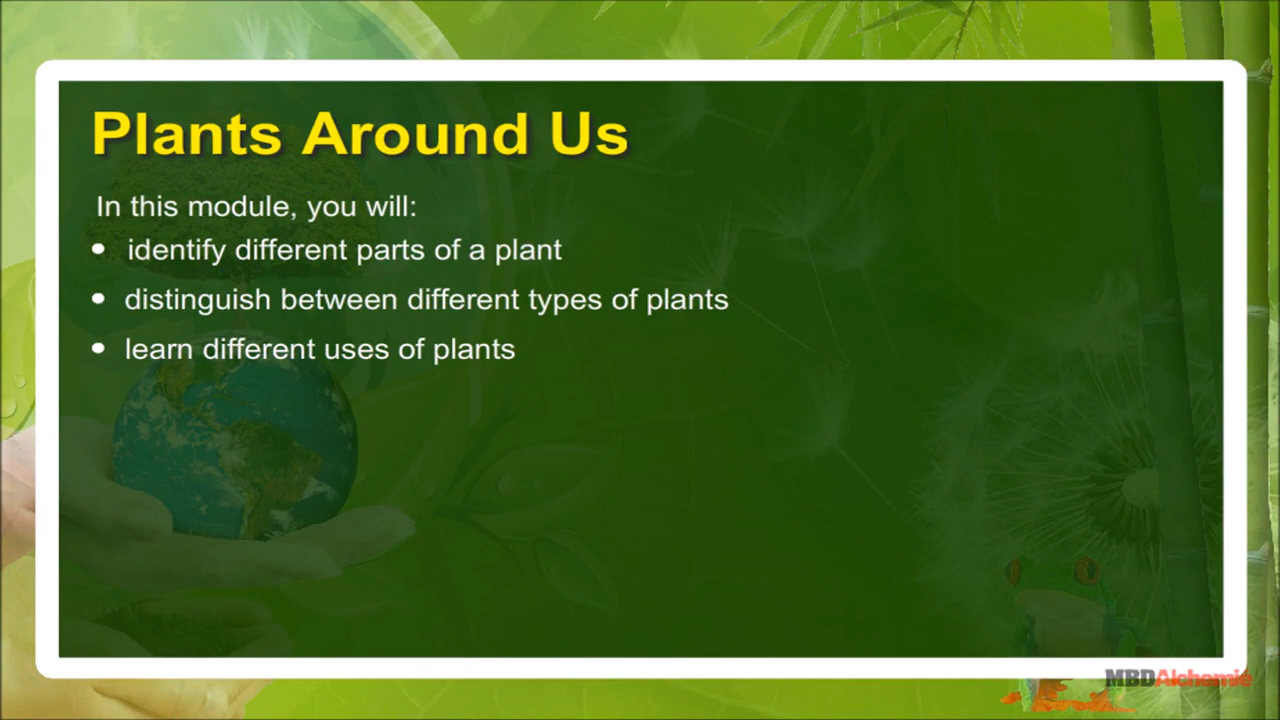 Plants Around Us
In this module, you will:
• identify different parts of a plant
• distinguish between different types of plants
• learn different uses of plants
MBDAlchemie